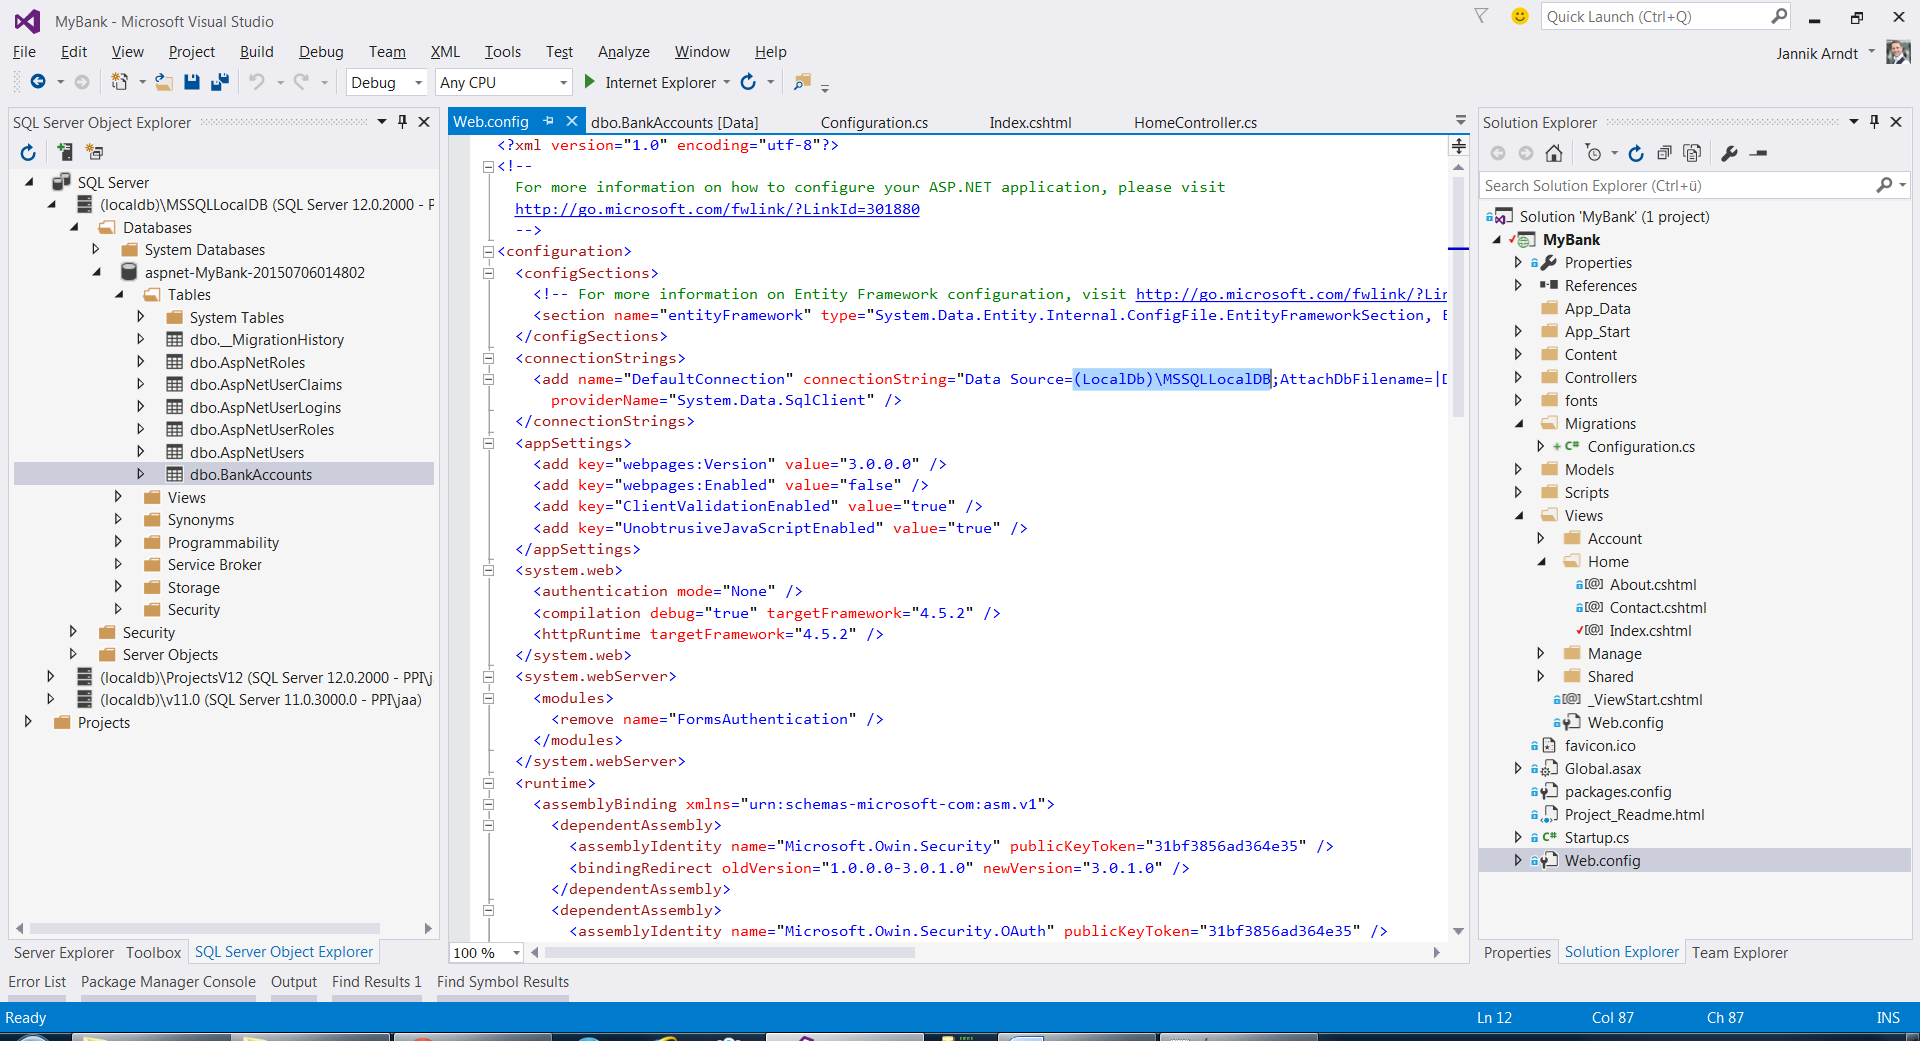 MyBank - Microsoft Visual Studio
Quick Launch (Ctrl+Q)
File Edit View Project Build Debug Team XML Tools Test Analyze Window Help
Jannik Arndt
Debug Any CPU Internet Explorer
SQL Server Object Explorer
SQL Server
(localdb)\MSSQLLocalDB (SQL Server 12.0.2000 - P
Databases
System Databases
aspnet-MyBank-20150706014802
Tables
System Tables
dbo.__MigrationHistory
dbo.AspNetRoles
dbo.AspNetUserClaims
dbo.AspNetUserLogins
dbo.AspNetUserRoles
dbo.AspNetUsers
dbo.BankAccounts
Views
Synonyms
Programmability
Service Broker
Storage
Security
Security
Server Objects
(localdb)\ProjectsV12 (SQL Server 12.0.2000 - PPI\j
(localdb)\v11.0 (SQL Server 11.0.3000.0 - PPI\jaa)
Projects
Server Explorer Toolbox SQL Server Object Explorer
Web.config dbo.BankAccounts [Data] Configuration.cs Index.cshtml HomeController.cs
<?xml version="1.0" encoding="utf-8"?>
<!--
For more information on how to configure your ASP.NET application, please visit
http://go.microsoft.com/fwlink/?LinkId=301880
-->
<configuration>
<configSections>
<!-- For more information on Entity Framework configuration, visit http://go.microsoft.com/fwlink/?Lin
<section name="entityFramework" type="System.Data.Entity.Internal.ConfigFile.EntityFrameworkSection, E
</configSections>
<connectionStrings>
<add name="DefaultConnection" connectionString="Data Source=(LocalDb)\MSSQLLocalDB;AttachDbFilename=|D
providerName="System.Data.SqlClient" />
</connectionStrings>
<appSettings>
<add key="webpages:Version" value="3.0.0.0" />
<add key="webpages:Enabled" value="false" />
<add key="ClientValidationEnabled" value="true" />
<add key="UnobtrusiveJavaScriptEnabled" value="true" />
</appSettings>
<system.web>
<authentication mode="None" />
<compilation debug="true" targetFramework="4.5.2" />
<httpRuntime targetFramework="4.5.2" />
</system.web>
<system.webServer>
<modules>
<remove name="FormsAuthentication" />
</modules>
</system.webServer>
<runtime>
<assemblyBinding xmlns="urn:schemas-microsoft-com:asm.v1">
<dependentAssembly>
<assemblyIdentity name="Microsoft.Owin.Security" publicKeyToken="31bf3856ad364e35" />
<bindingRedirect oldVersion="1.0.0.0-3.0.1.0" newVersion="3.0.1.0" />
</dependentAssembly>
<dependentAssembly>
<assemblyIdentity name="Microsoft.Owin.Security.OAuth" publicKeyToken="31bf3856ad364e35" />
100 %
Solution Explorer
Search Solution Explorer (Ctrl+ü)
Solution 'MyBank' (1 project)
MyBank
Properties
References
App_Data
App_Start
Content
Controllers
fonts
Migrations
Configuration.cs
Models
Scripts
Views
Account
Home
About.cshtml
Contact.cshtml
Index.cshtml
Manage
Shared
_ViewStart.cshtml
Web.config
favicon.ico
Global.asax
packages.config
Project_Readme.html
Startup.cs
Web.config
Properties Solution Explorer Team Explorer
Error List Package Manager Console Output Find Results 1 Find Symbol Results
Ready Ln 12 Col 87 Ch 87 INS